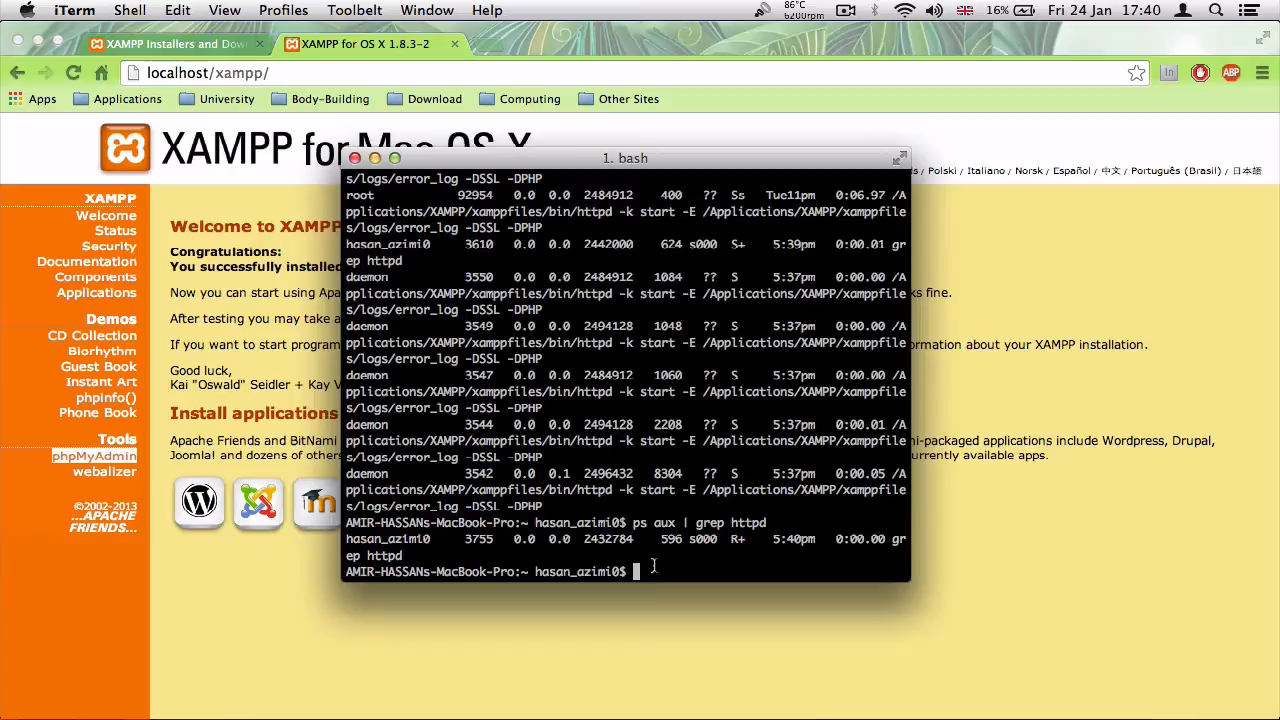 iTerm Shell Edit View Profiles Toolbelt Window Help 86°C 6200rpm 16% Fri 24 Jan 17:40
XAMPP Installers and Dow XAMPP for OS X 1.8.3-2
localhost/xampp/ In ABP
Apps Applications University Body-Building Download Computing Other Sites
XAMPP for Mac OS X
/ Polski / Italiano / Norsk / Español / 中文 / Português (Brasil) / 日本語
XAMPP
Welcome
Status
Security
Documentation
Components
Applications
Demos
CD Collection
Biorhythm
Guest Book
Instant Art
phpinfo()
Phone Book
Tools
phpMyAdmin
webalizer
©2002-2013
...APACHE
FRIENDS...
Welcome to XAMPP
Congratulations:
You successfully installed
Now you can start using Apa
ks fine.
After testing you may take a
If you want to start program
ormation about your XAMPP installation.
Good luck,
Kai "Oswald" Seidler + Kay V
Install applications
Apache Friends and BitNami
ni-packaged applications include Wordpress, Drupal,
Joomla! and dozens of others
urrently available apps.
1. bash
s/logs/error_log -DSSL -DPHP
root 92954 0.0 0.0 2484912 400 ?? Ss Tue11pm 0:06.97 /A
pplications/XAMPP/xamppfiles/bin/httpd -k start -E /Applications/XAMPP/xamppfile
s/logs/error_log -DSSL -DPHP
hasan_azimi0 3610 0.0 0.0 2442000 624 s000 S+ 5:39pm 0:00.01 gr
ep httpd
daemon 3550 0.0 0.0 2484912 1084 ?? S 5:37pm 0:00.00 /A
pplications/XAMPP/xamppfiles/bin/httpd -k start -E /Applications/XAMPP/xamppfile
s/logs/error_log -DSSL -DPHP
daemon 3549 0.0 0.0 2494128 1048 ?? S 5:37pm 0:00.00 /A
pplications/XAMPP/xamppfiles/bin/httpd -k start -E /Applications/XAMPP/xamppfile
s/logs/error_log -DSSL -DPHP
daemon 3547 0.0 0.0 2484912 1060 ?? S 5:37pm 0:00.00 /A
pplications/XAMPP/xamppfiles/bin/httpd -k start -E /Applications/XAMPP/xamppfile
s/logs/error_log -DSSL -DPHP
daemon 3544 0.0 0.0 2494128 2208 ?? S 5:37pm 0:00.01 /A
pplications/XAMPP/xamppfiles/bin/httpd -k start -E /Applications/XAMPP/xamppfile
s/logs/error_log -DSSL -DPHP
daemon 3542 0.0 0.1 2496432 8304 ?? S 5:37pm 0:00.05 /A
pplications/XAMPP/xamppfiles/bin/httpd -k start -E /Applications/XAMPP/xamppfile
s/logs/error_log -DSSL -DPHP
AMIR-HASSANs-MacBook-Pro:~ hasan_azimi0$ ps aux | grep httpd
hasan_azimi0 3755 0.0 0.0 2432784 596 s000 R+ 5:40pm 0:00.00 gr
ep httpd
AMIR-HASSANs-MacBook-Pro:~ hasan_azimi0$